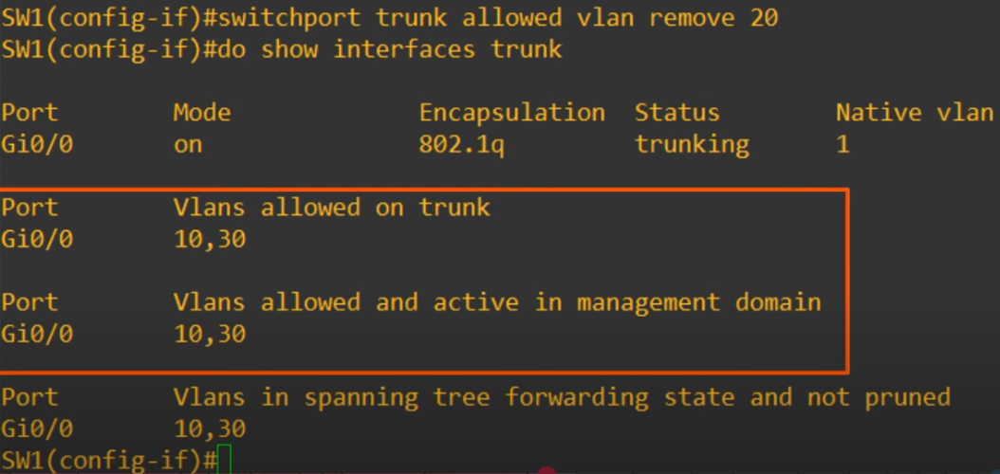 SW1(config-if)#switchport trunk allowed vlan remove 20
SW1(config-if)#do show interfaces trunk
Port Mode Encapsulation Status Native vlan
Gi0/0 on 802.1q trunking 1
Port Vlans allowed on trunk
Gi0/0 10,30
Port Vlans allowed and active in management domain
Gi0/0 10,30
Port Vlans in spanning tree forwarding state and not pruned
Gi0/0 10,30
SW1(config-if)#